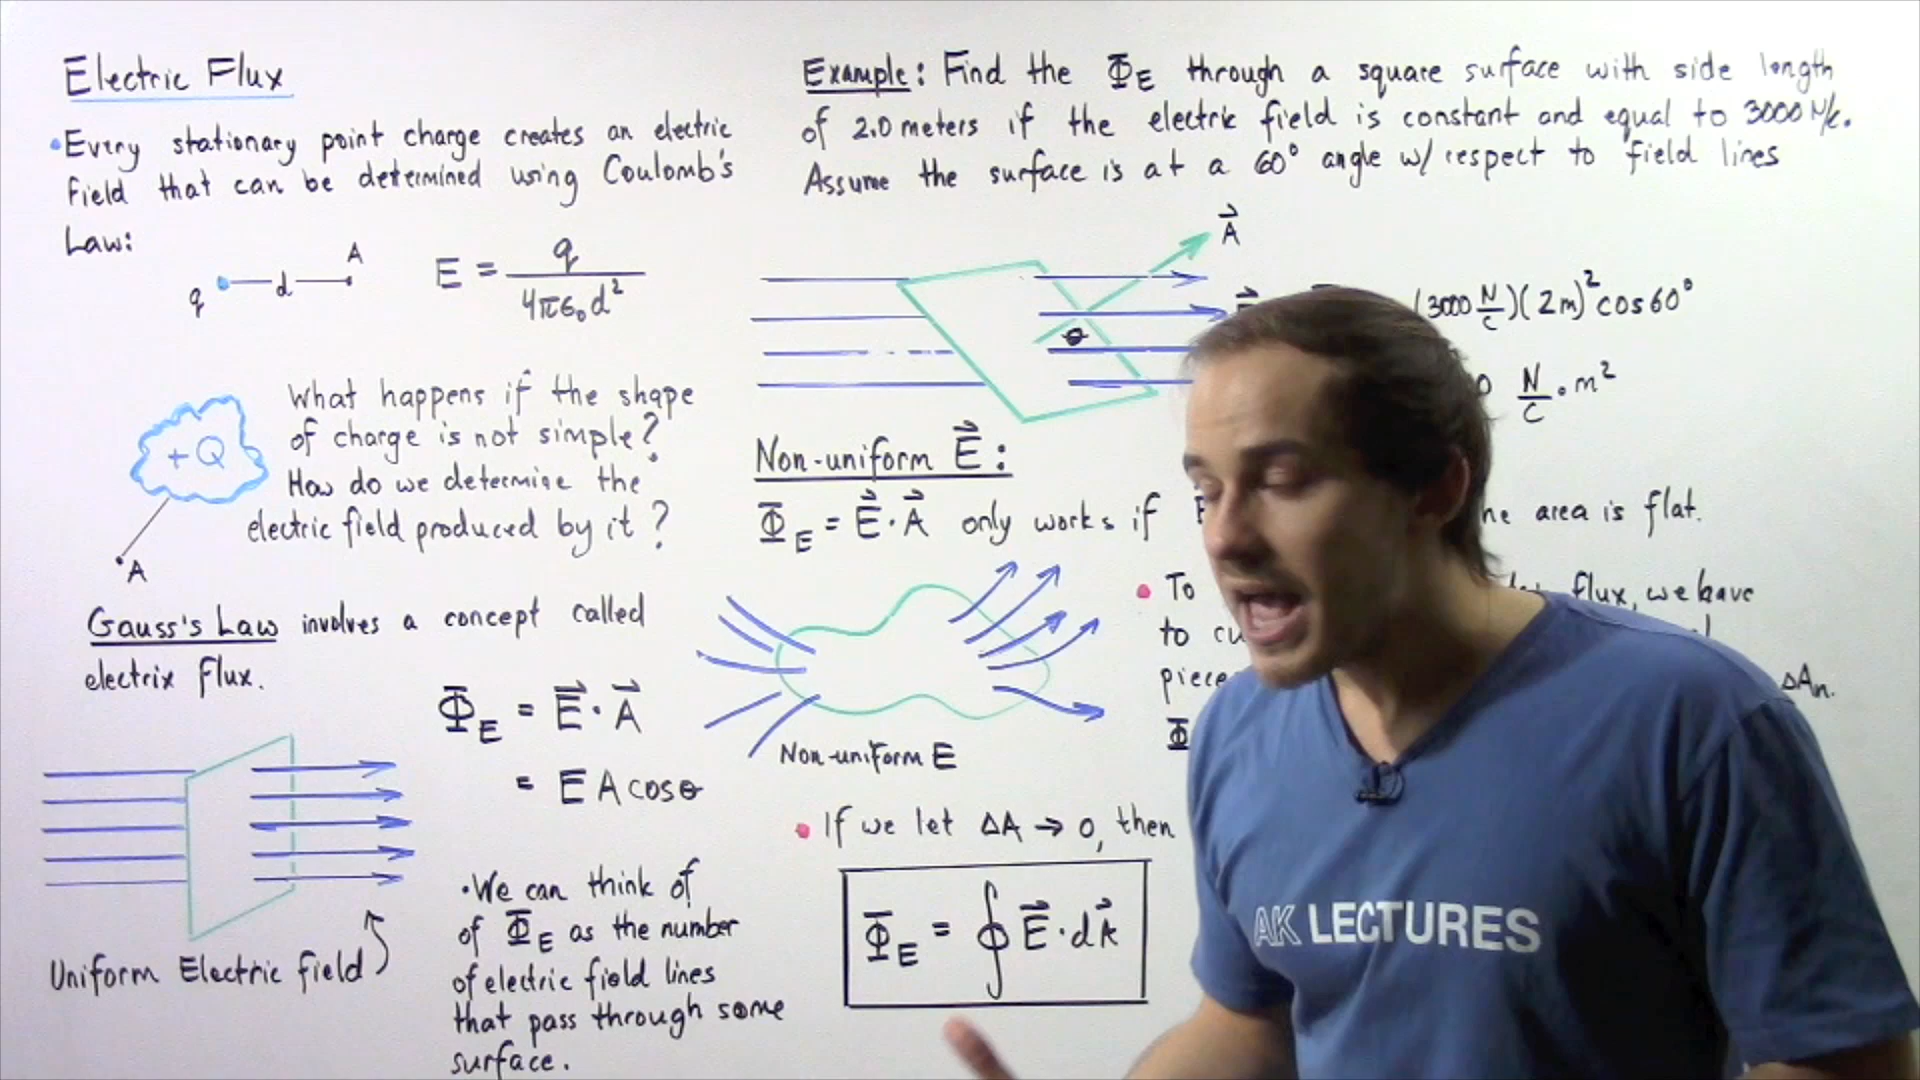 Electric Flux
• Every stationary point charge creates an electric
field that can be determined using Coulomb's
Law:
A
q d
E = q / 4πε₀d²
What happens if the shape
of charge is not simple?
+Q
How do we determine the
electric field produced by it?
A
Gauss's Law involves a concept called
electrix flux.
Φ_E = E⃗ · A⃗
= E A cos θ
Uniform Electric field
• We can think of
of Φ_E as the number
of electric field lines
that pass through some
surface.
Example: Find the Φ_E through a square surface with side length
of 2.0 meters if the electric field is constant and equal to 3000 N/C.
Assume the surface is at a 60° angle w/ respect to field lines
A⃗
θ
(3000 N/C)(2m)² cos60°
N/C · m²
Non-uniform E⃗:
Φ_E = E⃗ · A⃗ only works if area is flat.
• To flux, we have
to
ΔAₙ.
Φ
Non-uniform E
• If we let ΔA → 0, then
Φ_E = ∮ E⃗ · dA⃗
AK LECTURES